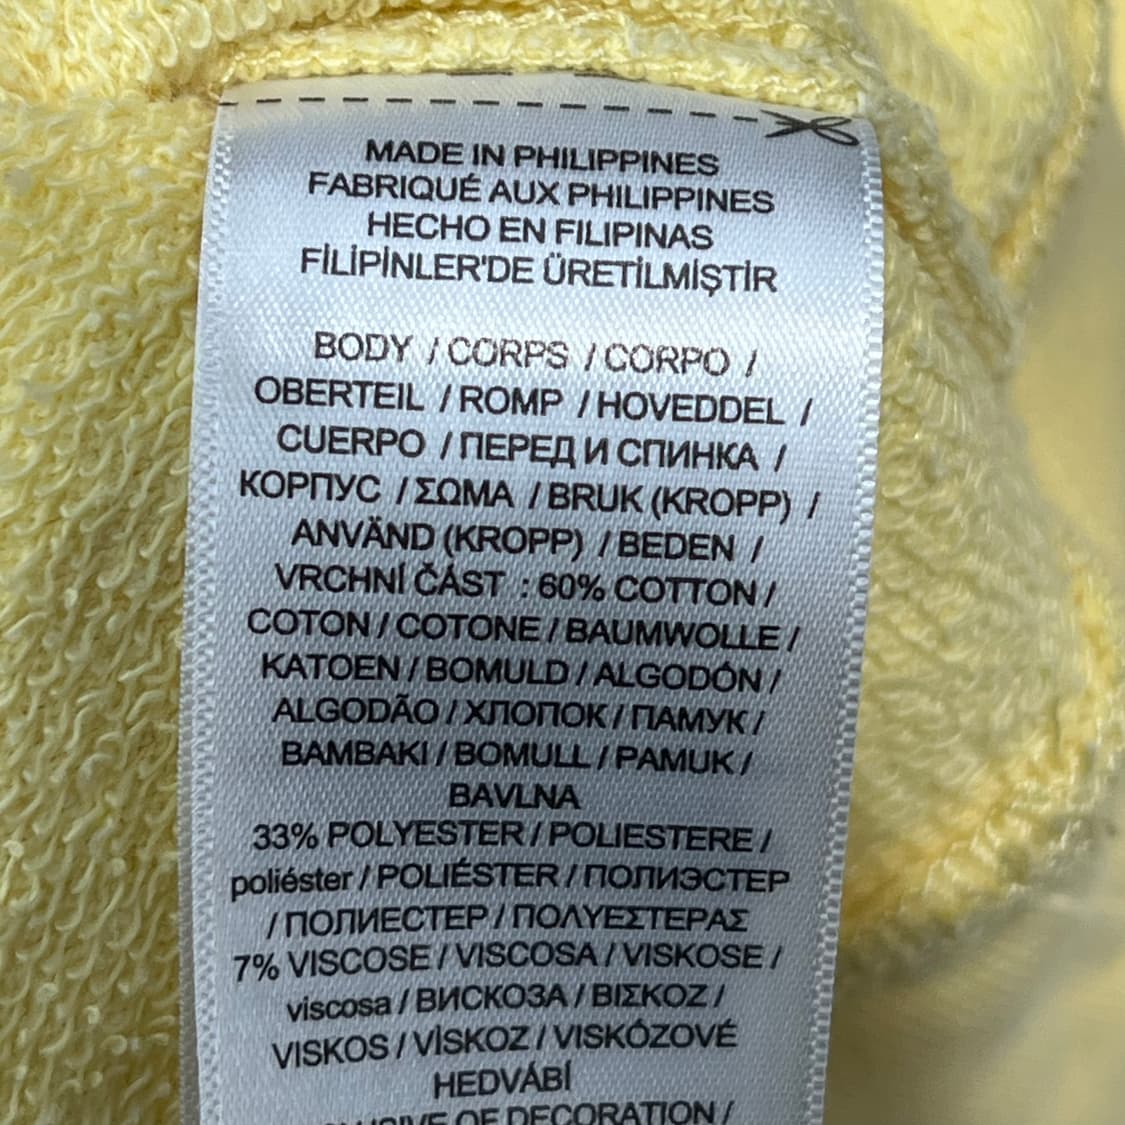 MADE IN PHILIPPINES
FABRIQUÉ AUX PHILIPPINES
HECHO EN FILIPINAS
FİLİPİNLER'DE ÜRETİLMİŞTİR
BODY / CORPS / CORPO /
OBERTEIL / ROMP / HOVEDDEL /
CUERPO / ПЕРЕД И СПИНКА /
КОРПУС / ΣΩΜΑ / BRUK (KROPP) /
ANVÄND (KROPP) / BEDEN /
VRCHNÍ ČÁST : 60% COTTON /
COTON / COTONE / BAUMWOLLE /
KATOEN / BOMULD / ALGODÓN /
ALGODÃO / ХЛОПОК / ПАМУК /
BAMBAKI / BOMULL / PAMUK /
BAVLNA
33% POLYESTER / POLIESTERE /
poliéster / POLIÉSTER / ПОЛИЭСТЕР
/ ПОЛИЕСТЕР / ΠΟΛΥΕΣΤΕΡΑΣ
7% VISCOSE / VISCOSA / VISKOSE /
viscosa / ВИСКОЗА / ΒΙΣΚΟΖ /
VISKOS / VİSKOZ / VISKÓZOVÉ
HEDVÁBÍ
OF DECORATION /